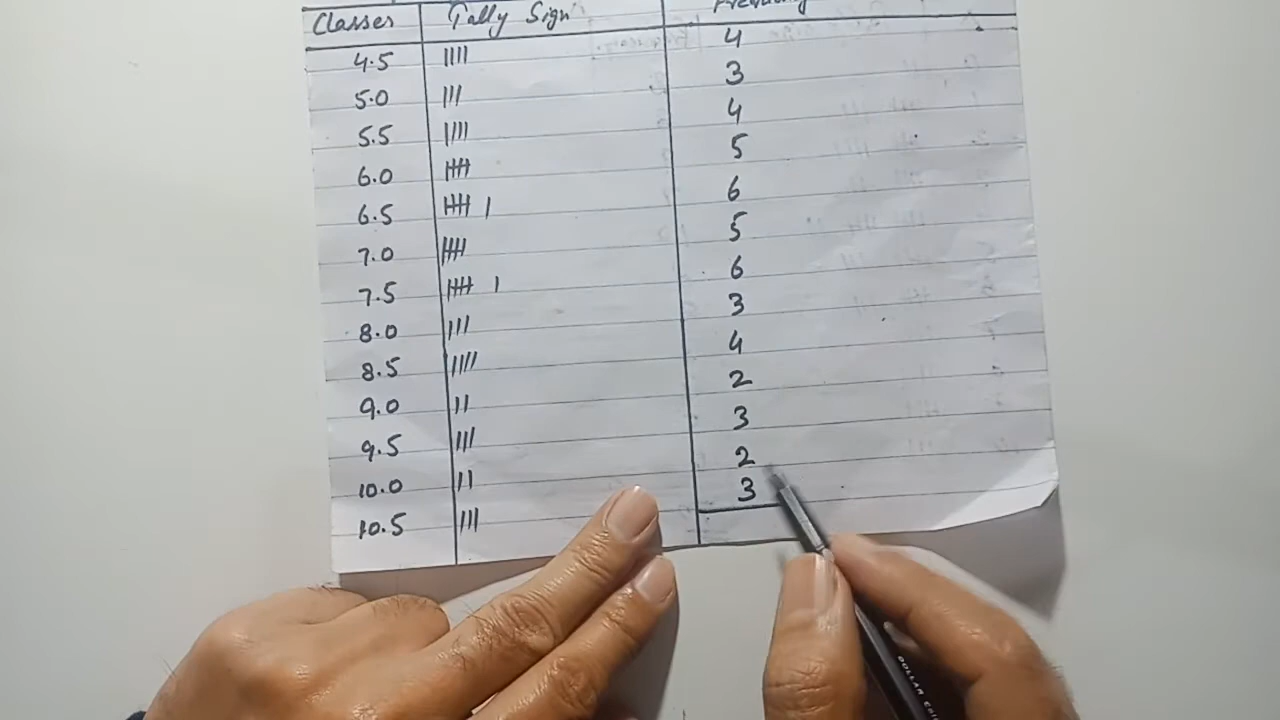 Classes Tally Sign Frequency
4.5 |||| 4
5.0 ||| 3
5.5 |||| 4
6.0 卌 5
6.5 卌 | 6
7.0 卌 5
7.5 卌 | 6
8.0 ||| 3
8.5 |||| 4
9.0 || 2
9.5 ||| 3
10.0 || 2
10.5 ||| 3
DOLLAR